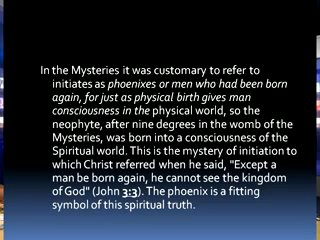 In the Mysteries it was customary to refer to
initiates as phoenixes or men who had been born
again, for just as physical birth gives man
consciousness in the physical world, so the
neophyte, after nine degrees in the womb of the
Mysteries, was born into a consciousness of the
Spiritual world. This is the mystery of initiation to
which Christ referred when he said, "Except a
man be born again, he cannot see the kingdom
of God" (John 3:3). The phoenix is a fitting
symbol of this spiritual truth.